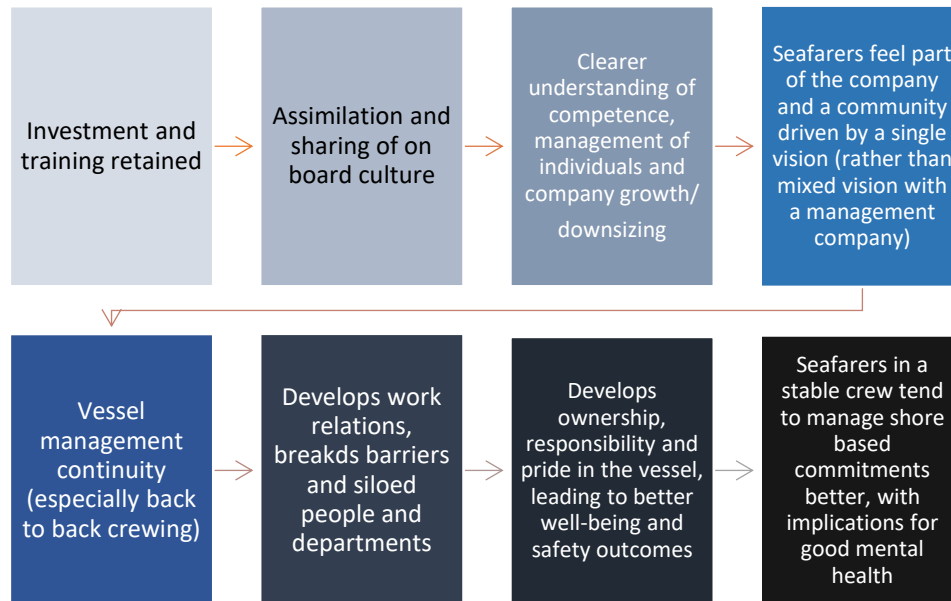 Investment and
training retained
Assimilation and
sharing of on
board culture
Clearer
understanding of
competence,
management of
individuals and
company growth/
downsizing
Seafarers feel part
of the company
and a community
driven by a single
vision (rather than
mixed vision with
a management
company)
Vessel
management
continuity
(especially back
to back crewing)
Develops work
relations,
breakds barriers
and siloed
people and
departments
Develops
ownership,
responsibility and
pride in the vessel,
leading to better
well-being and
safety outcomes
Seafarers in a
stable crew tend
to manage shore
based
commitments
better, with
implications for
good mental
health